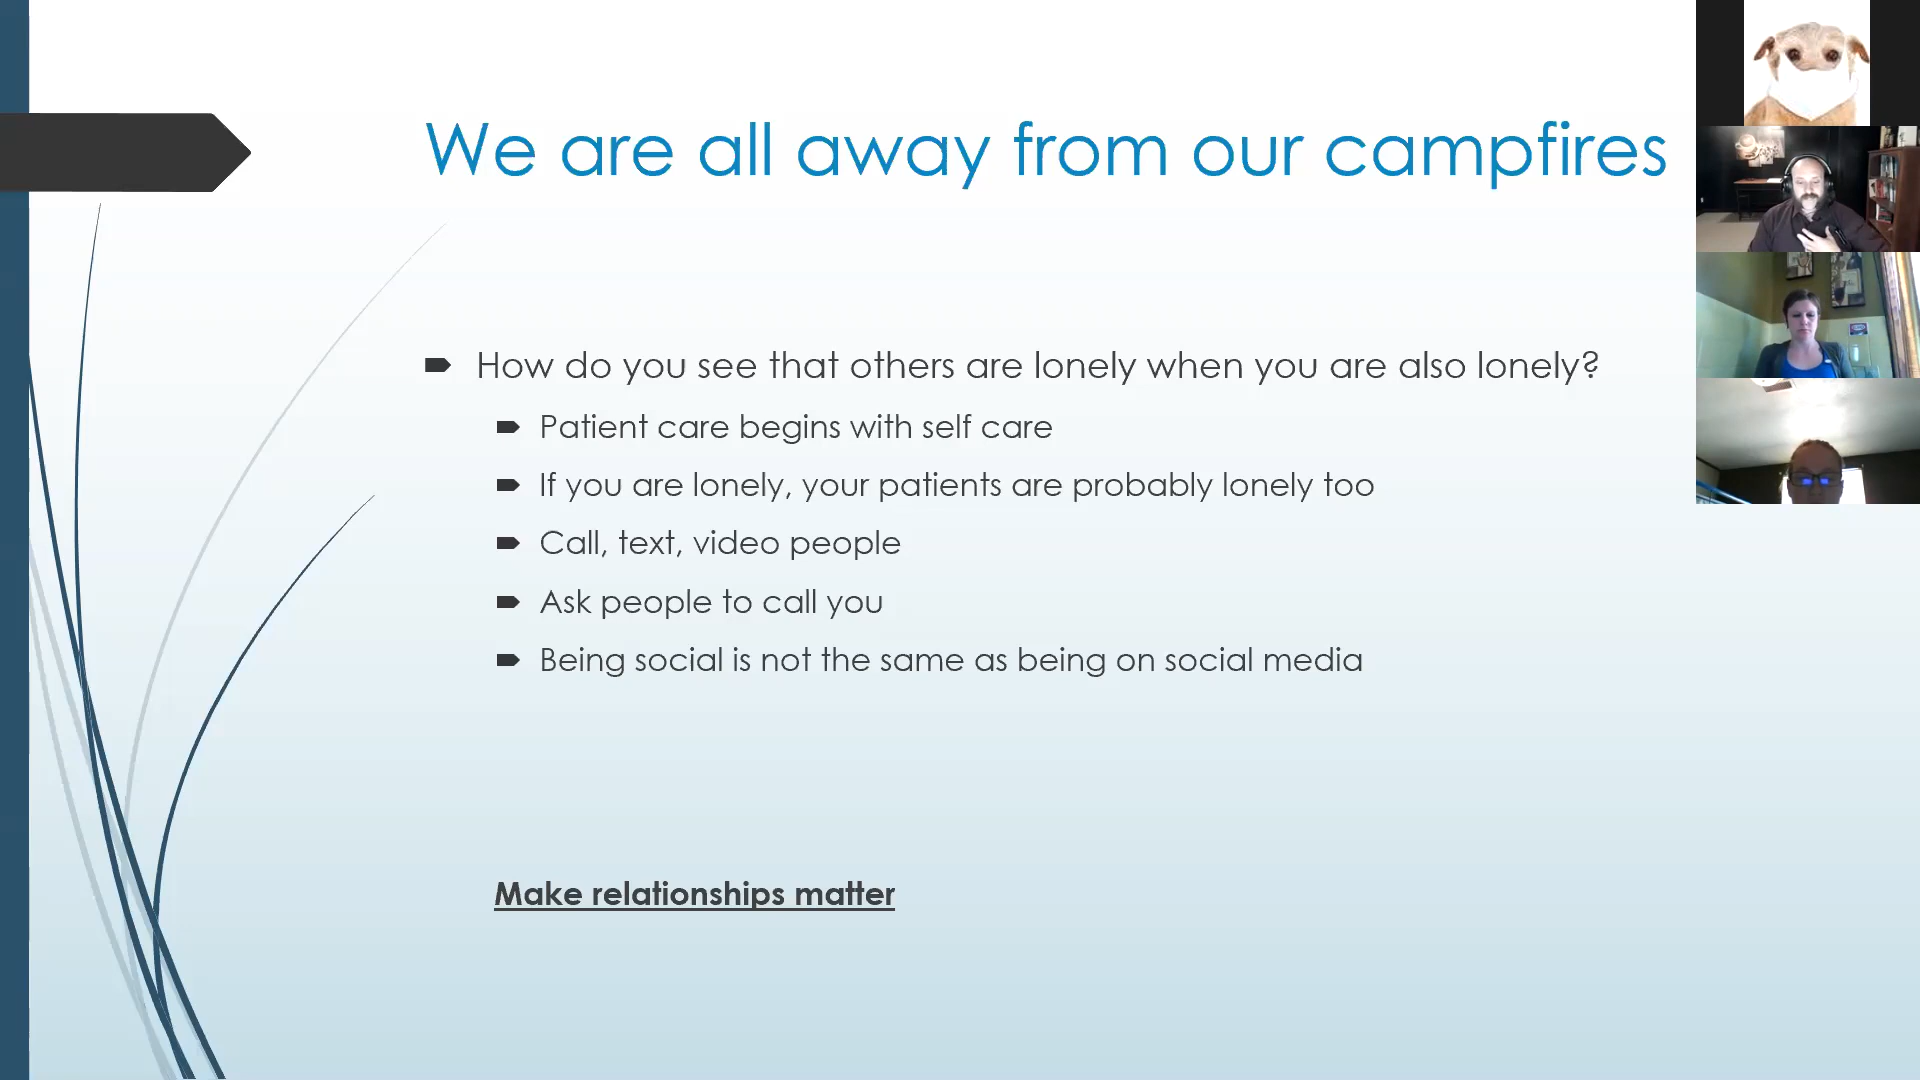 We are all away from our campfires
How do you see that others are lonely when you are also lonely?
Patient care begins with self care
If you are lonely, your patients are probably lonely too
Call, text, video people
Ask people to call you
Being social is not the same as being on social media
Make relationships matter